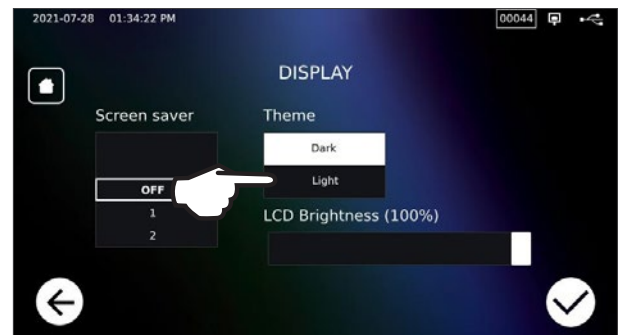 2021-07-28 01:34:22 PM 00044
DISPLAY
Screen saver
OFF
1
2
Theme
Dark
Light
LCD Brightness (100%)